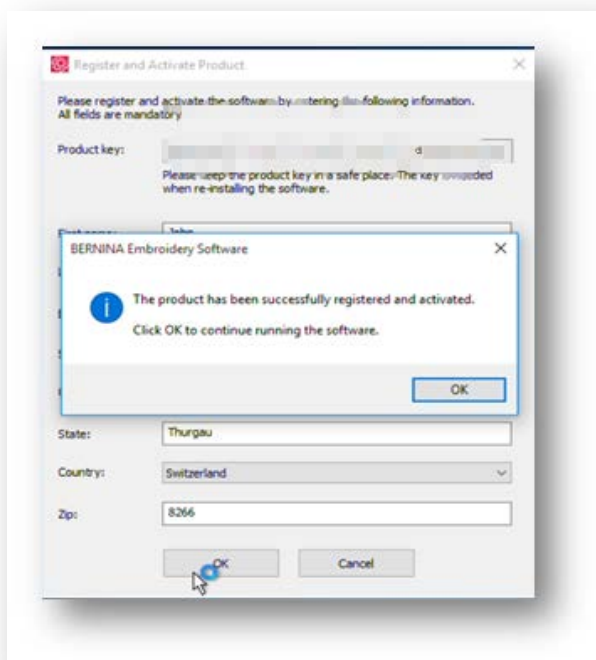 Register and Activate Product
Please register and activate the software by entering the following information.
All fields are mandatory
Product key:
Please keep the product key in a safe place. The key is needed
when re-installing the software.
John
BERNINA Embroidery Software
The product has been successfully registered and activated.
Click OK to continue running the software.
OK
State:
Thurgau
Country:
Switzerland
Zip:
8266
OK
Cancel